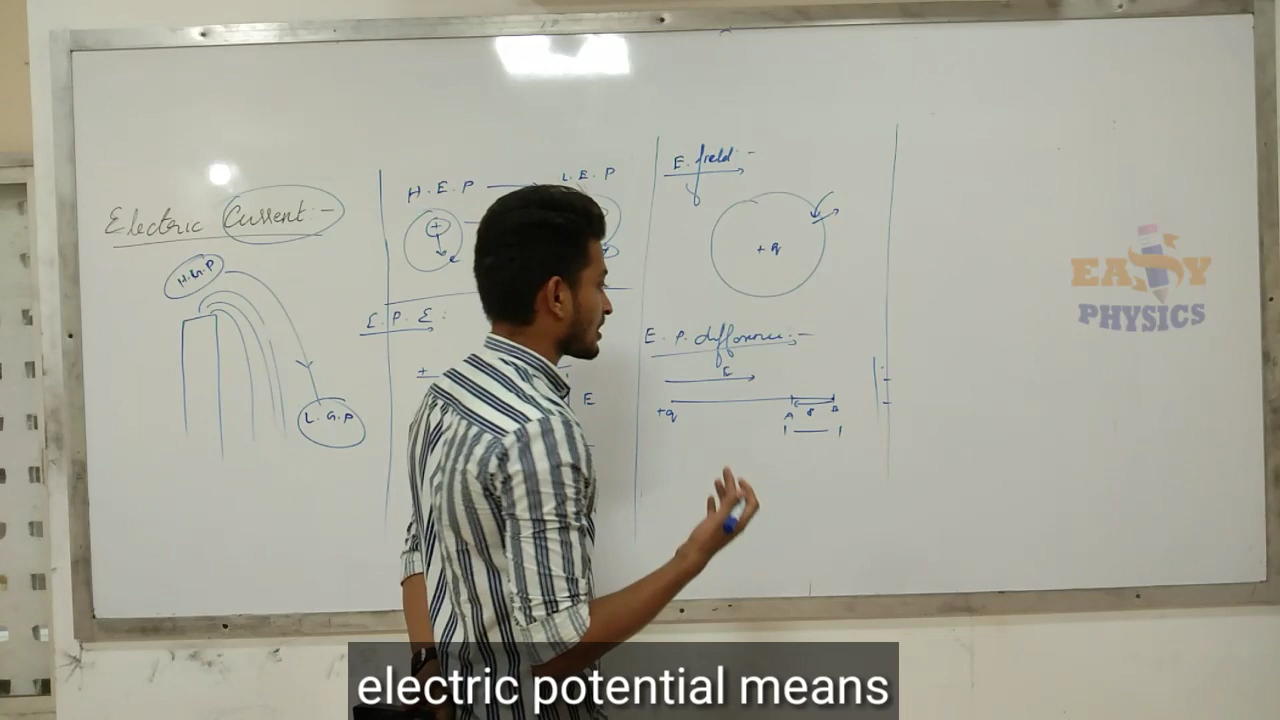 Electric Current:-
H.G.P
L.G.P
H.E.P
L.E.P
+
E.P.E:
+
E
E. field:-
+q
E. P. difference:-
E
+q
A
B
EASY
PHYSICS
electric potential means